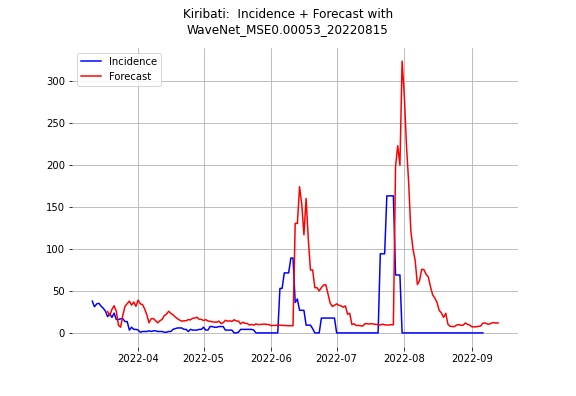 Kiribati:  Incidence + Forecast with
WaveNet_MSE0.00053_20220815
Incidence
Forecast
300
250
200
150
100
50
0
2022-04 2022-05 2022-06 2022-07 2022-08 2022-09